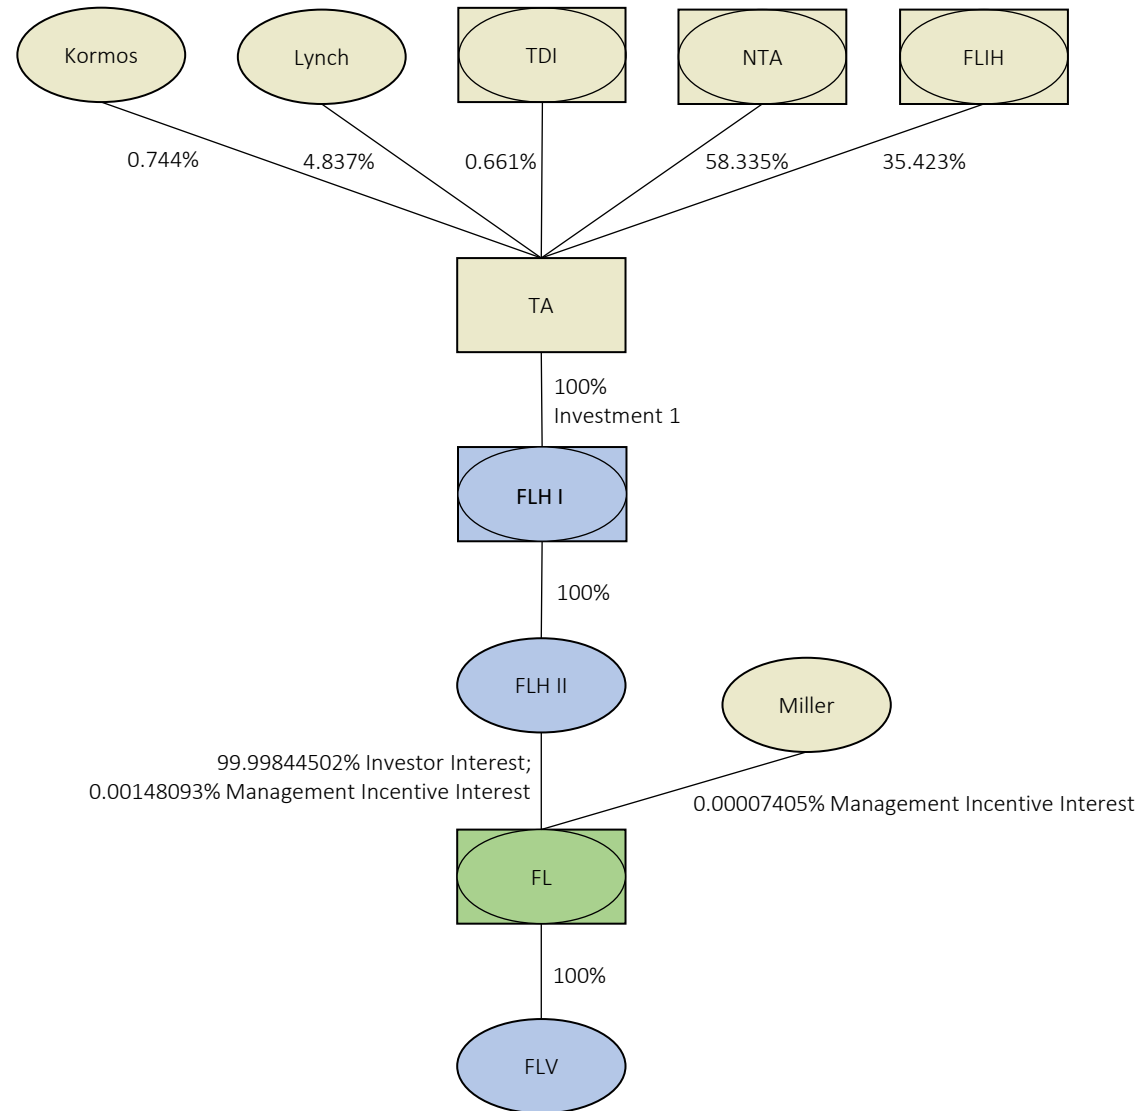 Kormos
Lynch
TDI
NTA
FLIH
0.744%
4.837%
0.661%
58.335%
35.423%
TA
100%
Investment 1
FLH I
100%
FLH II
Miller
99.99844502% Investor Interest;
0.00148093% Management Incentive Interest
0.00007405% Management Incentive Interest
FL
100%
FLV